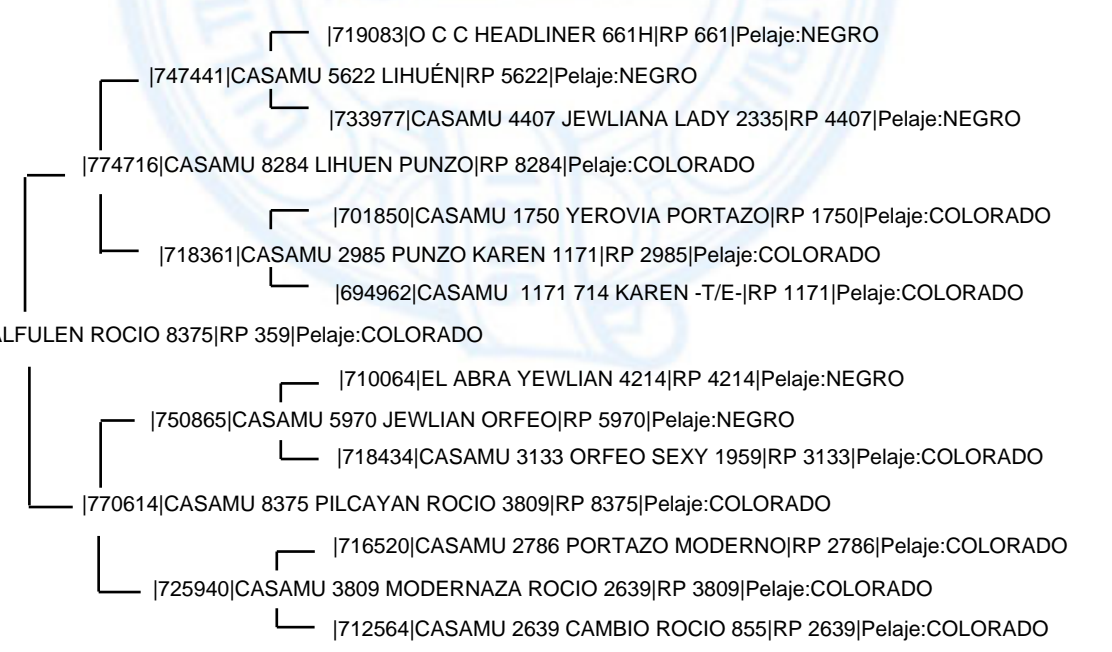 |719083|O C C HEADLINER 661H|RP 661|Pelaje:NEGRO
|747441|CASAMU 5622 LIHUÉN|RP 5622|Pelaje:NEGRO
|733977|CASAMU 4407 JEWLIANA LADY 2335|RP 4407|Pelaje:NEGRO
|774716|CASAMU 8284 LIHUEN PUNZO|RP 8284|Pelaje:COLORADO
|701850|CASAMU 1750 YEROVIA PORTAZO|RP 1750|Pelaje:COLORADO
|718361|CASAMU 2985 PUNZO KAREN 1171|RP 2985|Pelaje:COLORADO
|694962|CASAMU  1171 714 KAREN -T/E-|RP 1171|Pelaje:COLORADO
ALFULEN ROCIO 8375|RP 359|Pelaje:COLORADO
|710064|EL ABRA YEWLIAN 4214|RP 4214|Pelaje:NEGRO
|750865|CASAMU 5970 JEWLIAN ORFEO|RP 5970|Pelaje:NEGRO
|718434|CASAMU 3133 ORFEO SEXY 1959|RP 3133|Pelaje:COLORADO
|770614|CASAMU 8375 PILCAYAN ROCIO 3809|RP 8375|Pelaje:COLORADO
|716520|CASAMU 2786 PORTAZO MODERNO|RP 2786|Pelaje:COLORADO
|725940|CASAMU 3809 MODERNAZA ROCIO 2639|RP 3809|Pelaje:COLORADO
|712564|CASAMU 2639 CAMBIO ROCIO 855|RP 2639|Pelaje:COLORADO